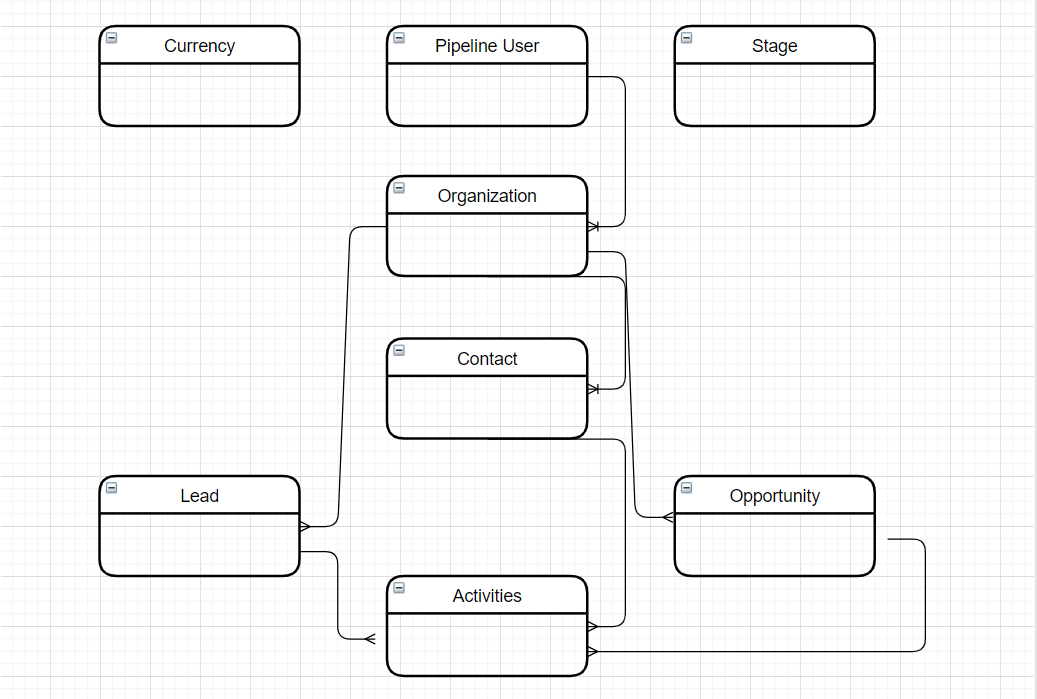 Currency
Pipeline User
Stage
Organization
Contact
Lead
Opportunity
Activities